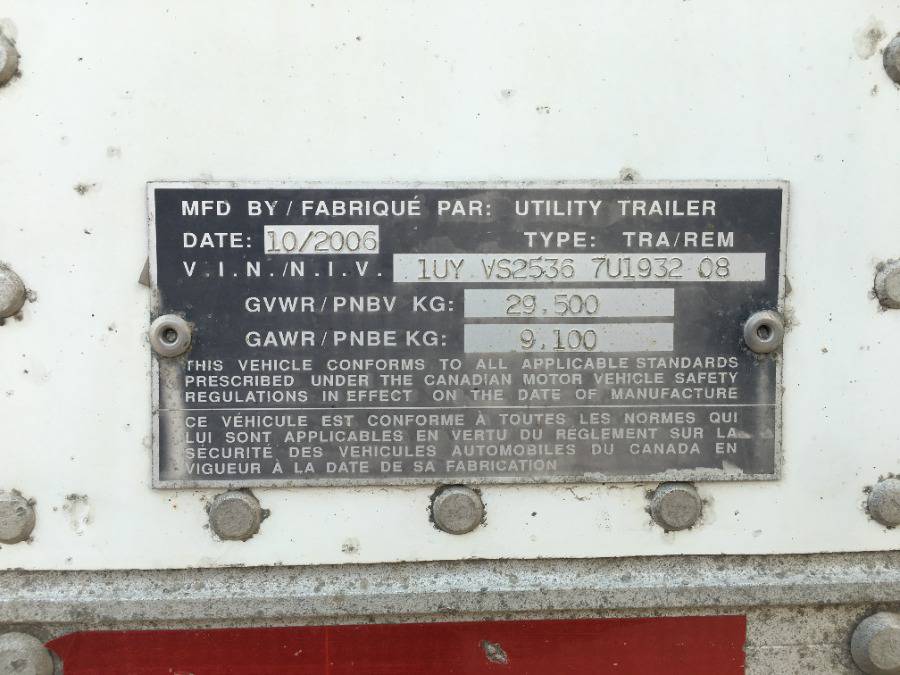 MFD BY / FABRIQUÉ PAR: UTILITY TRAILER
DATE: 10/2006 TYPE: TRA/REM
V.I.N./N.I.V. 1UY VS2536 7U1932 08
GVWR/PNBV KG: 29,500
GAWR/PNBE KG: 9,100
THIS VEHICLE CONFORMS TO ALL APPLICABLE STANDARDS
PRESCRIBED UNDER THE CANADIAN MOTOR VEHICLE SAFETY
REGULATIONS IN EFFECT ON THE DATE OF MANUFACTURE
CE VÉHICULE EST CONFORME À TOUTES LES NORMES QUI
LUI SONT APPLICABLES EN VERTU DU RÉGLEMENT SUR LA
SÉCURITÉ DES VEHICULES AUTOMOBILES DU CANADA EN
VIGUEUR À LA DATE DE SA FABRICATION